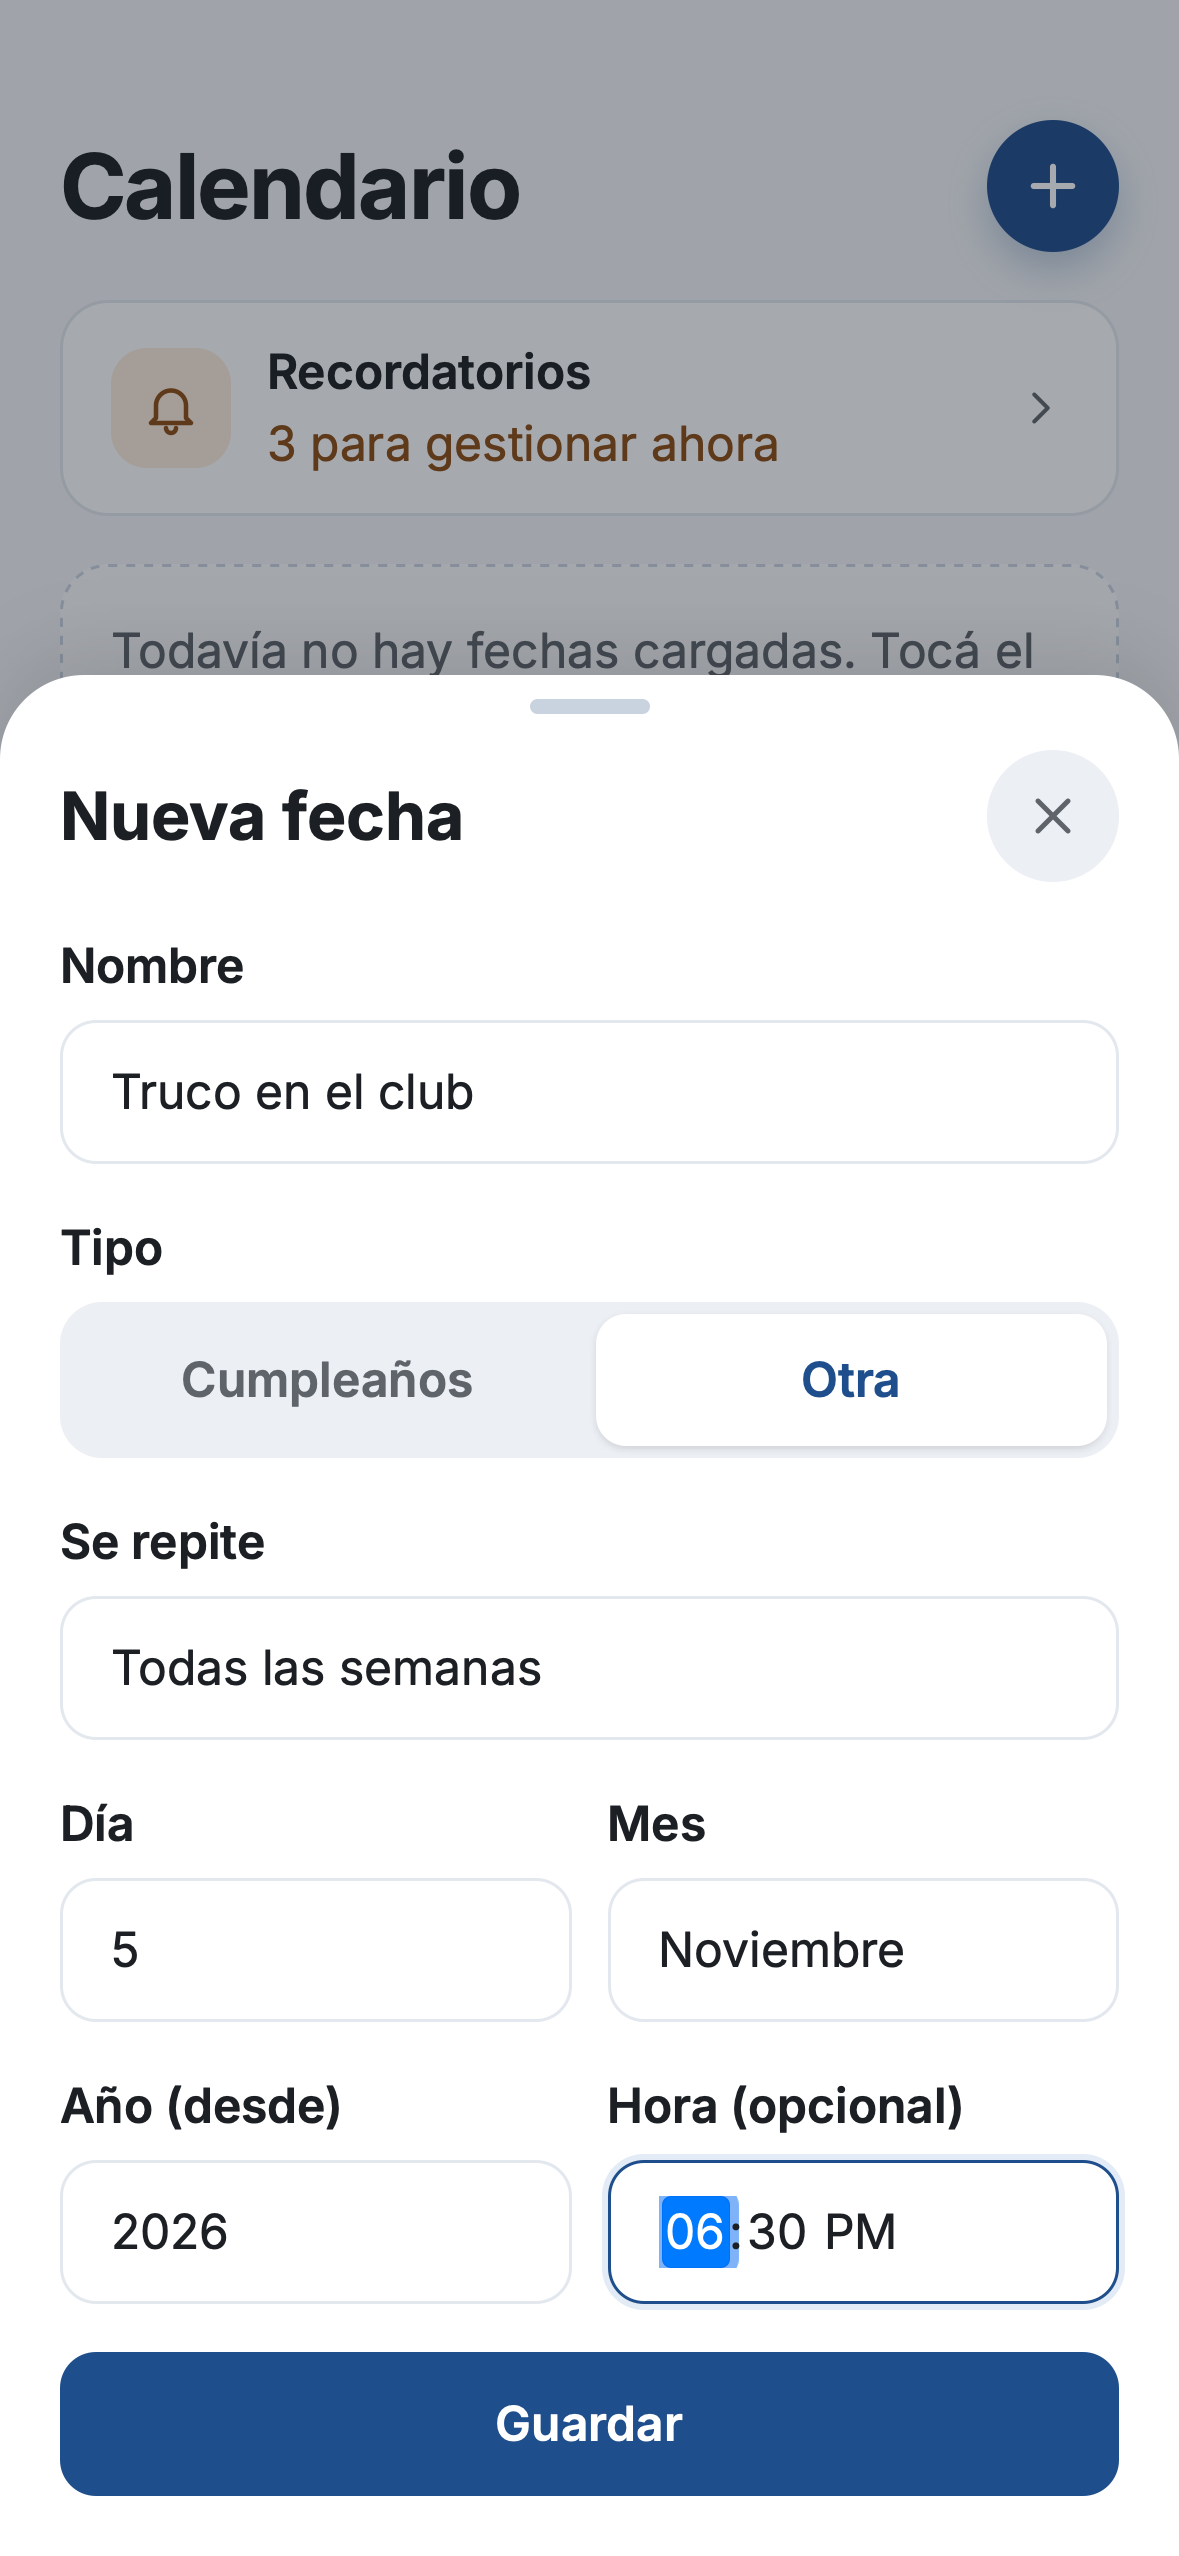 Calendario
Recordatorios
3 para gestionar ahora
Todavía no hay fechas cargadas. Tocá el
Nueva fecha
Nombre
Truco en el club
Tipo
Cumpleaños
Otra
Se repite
Todas las semanas
Día
Mes
5
Noviembre
Año (desde)
Hora (opcional)
2026
06:30 PM
Guardar